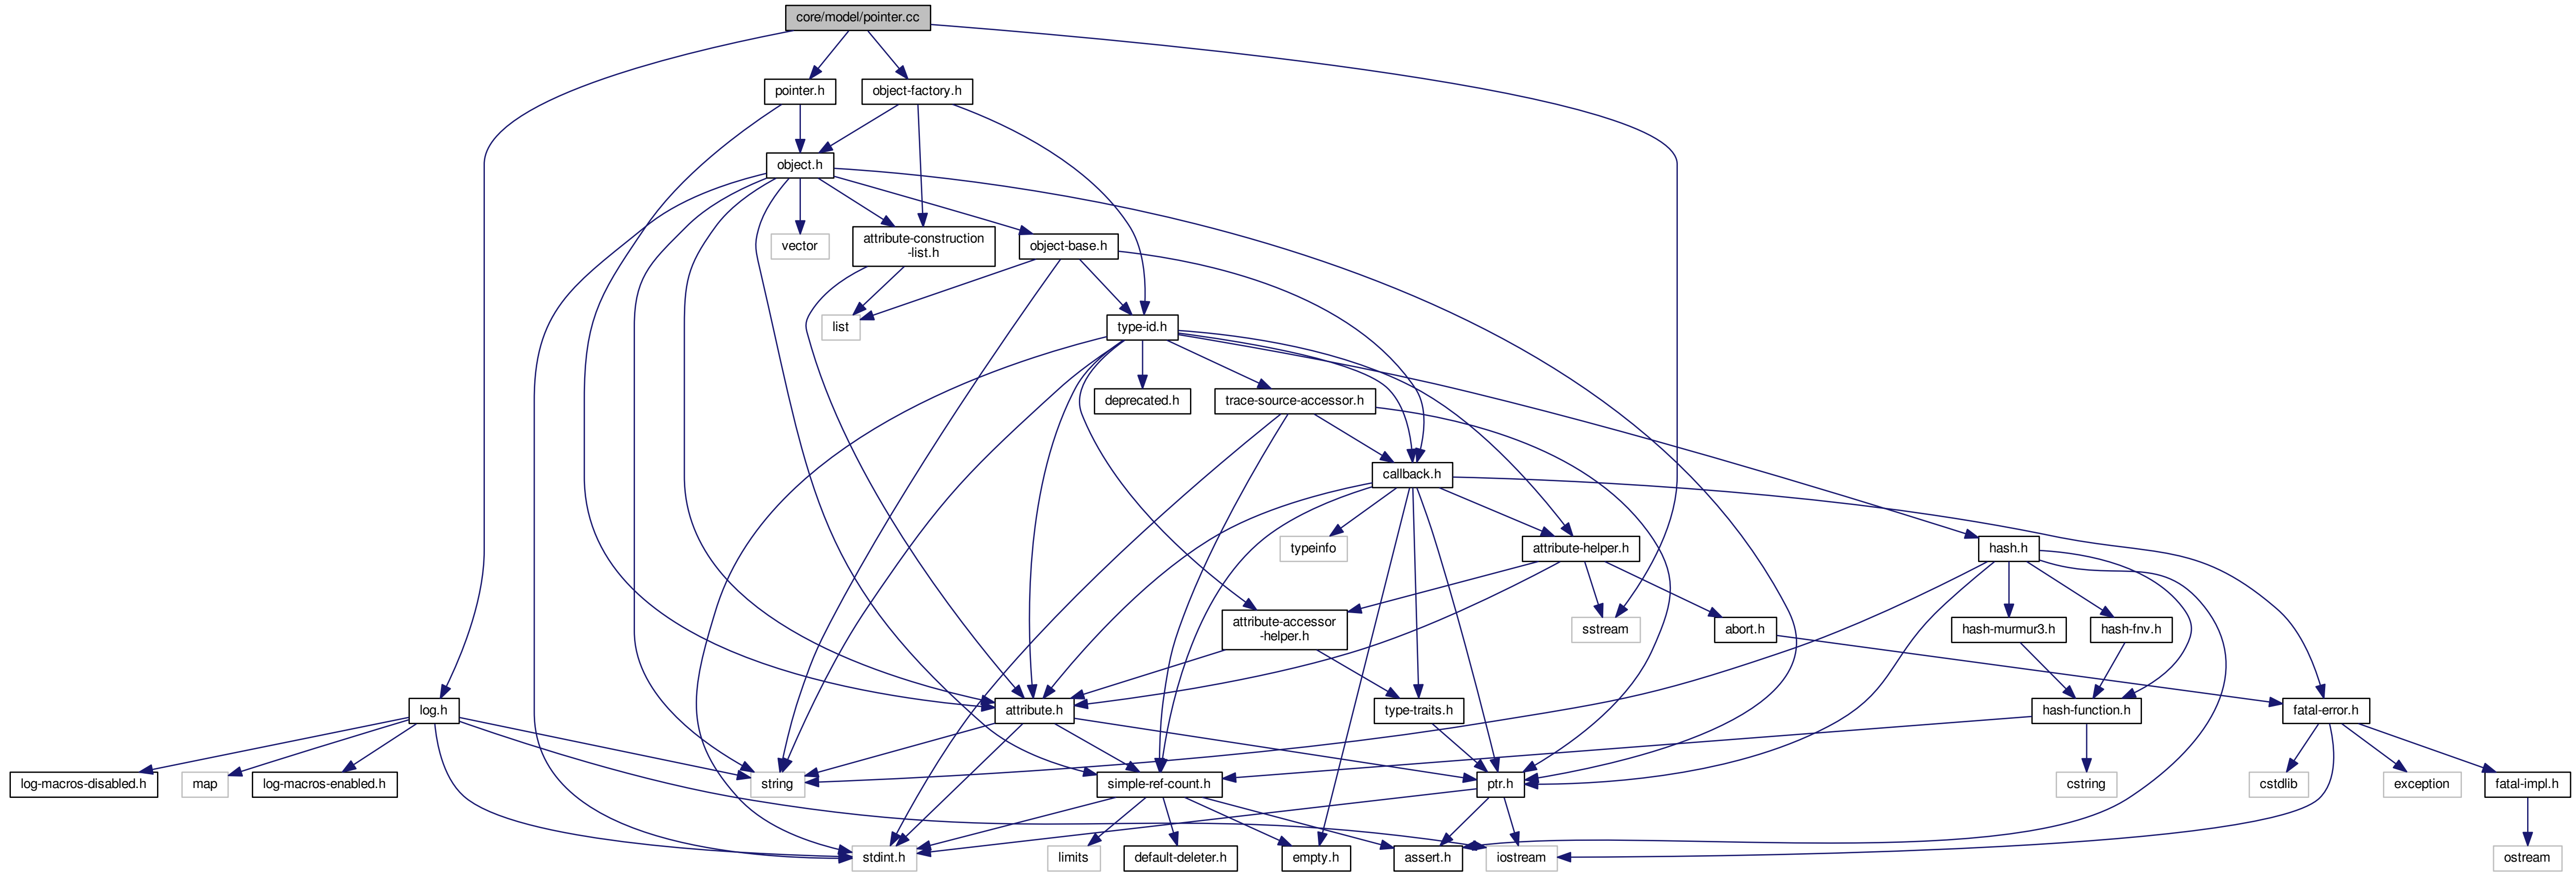 core/model/pointer.cc
pointer.h
object-factory.h
object.h
vector
attribute-construction
-list.h
object-base.h
list
type-id.h
deprecated.h
trace-source-accessor.h
callback.h
typeinfo
attribute-helper.h
hash.h
attribute-accessor
-helper.h
sstream
abort.h
hash-murmur3.h
hash-fnv.h
log.h
attribute.h
type-traits.h
hash-function.h
fatal-error.h
log-macros-disabled.h
map
log-macros-enabled.h
string
simple-ref-count.h
ptr.h
cstring
cstdlib
exception
fatal-impl.h
stdint.h
limits
default-deleter.h
empty.h
assert.h
iostream
ostream